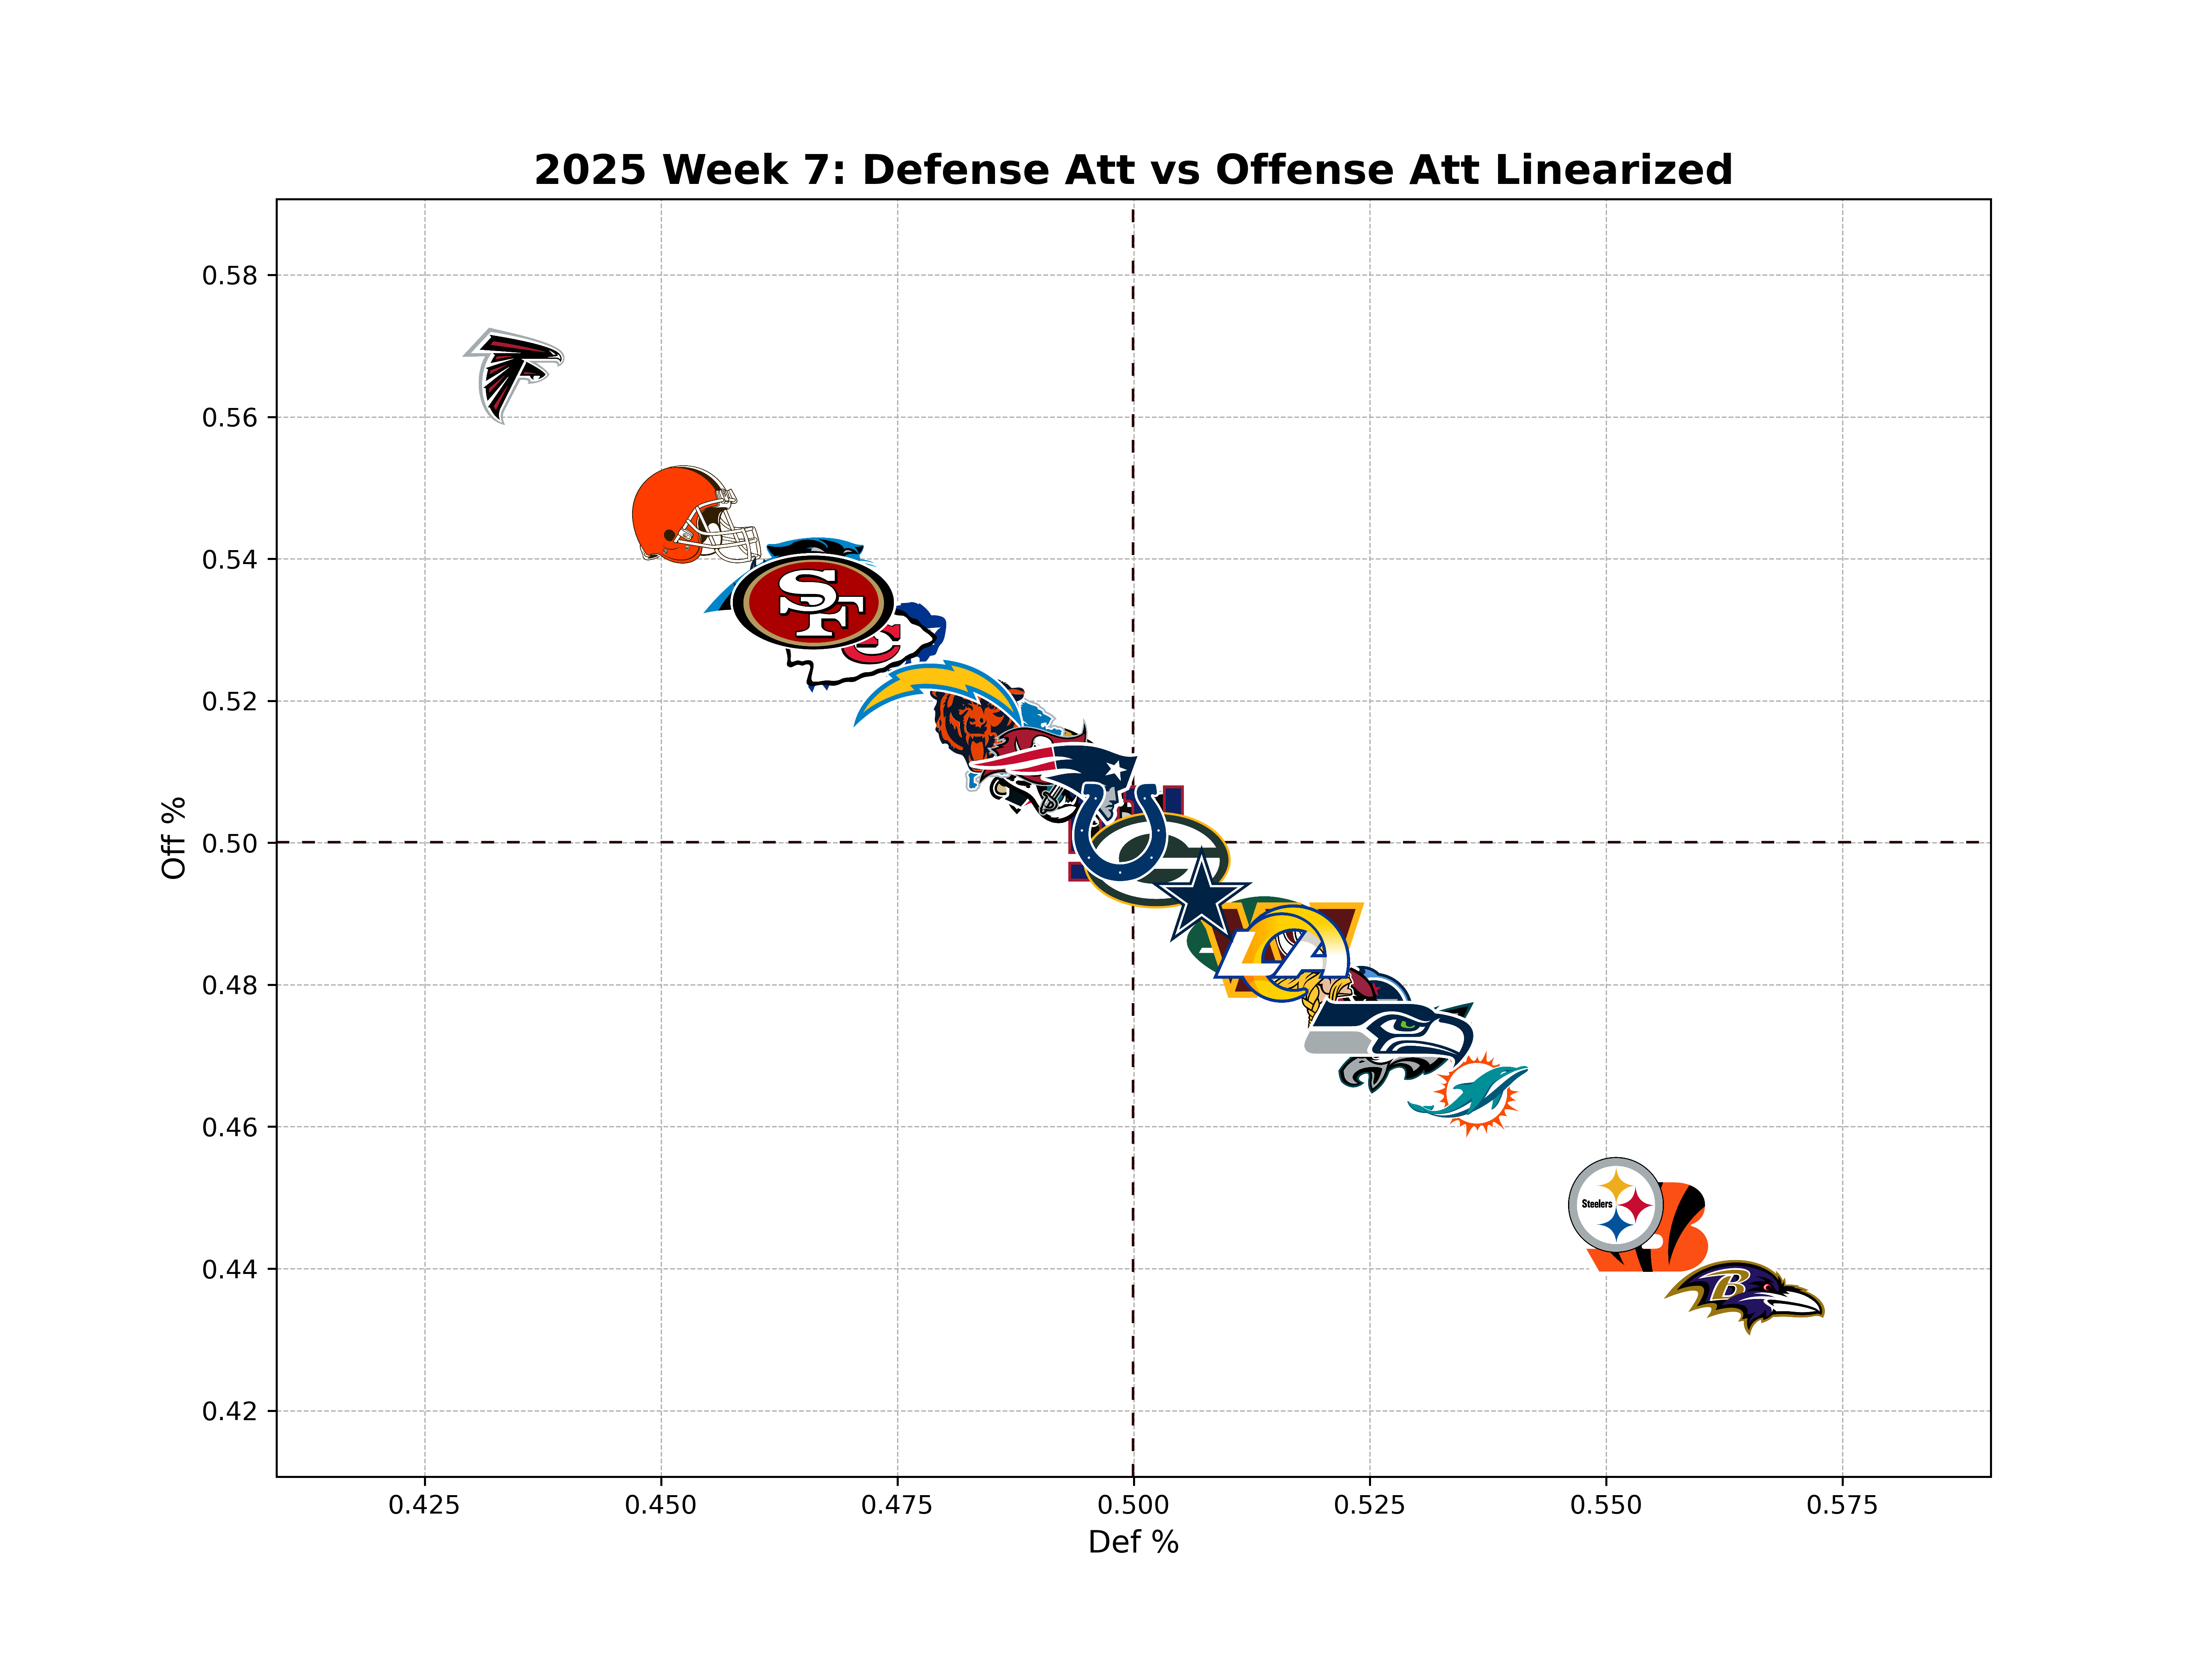 2025 Week 7: Defense Att vs Offense Att Linearized
0.58
0.56
0.54
0.52
0.50
0.48
0.46
0.44
0.42
Off %
SF
C
LA
Steelers
B
0.425 0.450 0.475 0.500 0.525 0.550 0.575
Def %